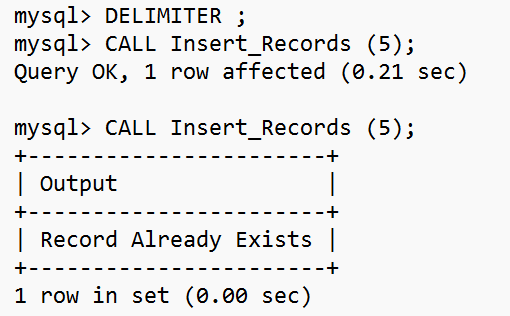 mysql> DELIMITER ;
mysql> CALL Insert_Records (5);
Query OK, 1 row affected (0.21 sec)

mysql> CALL Insert_Records (5);
+-----------------------+
| Output                |
+-----------------------+
| Record Already Exists |
+-----------------------+
1 row in set (0.00 sec)